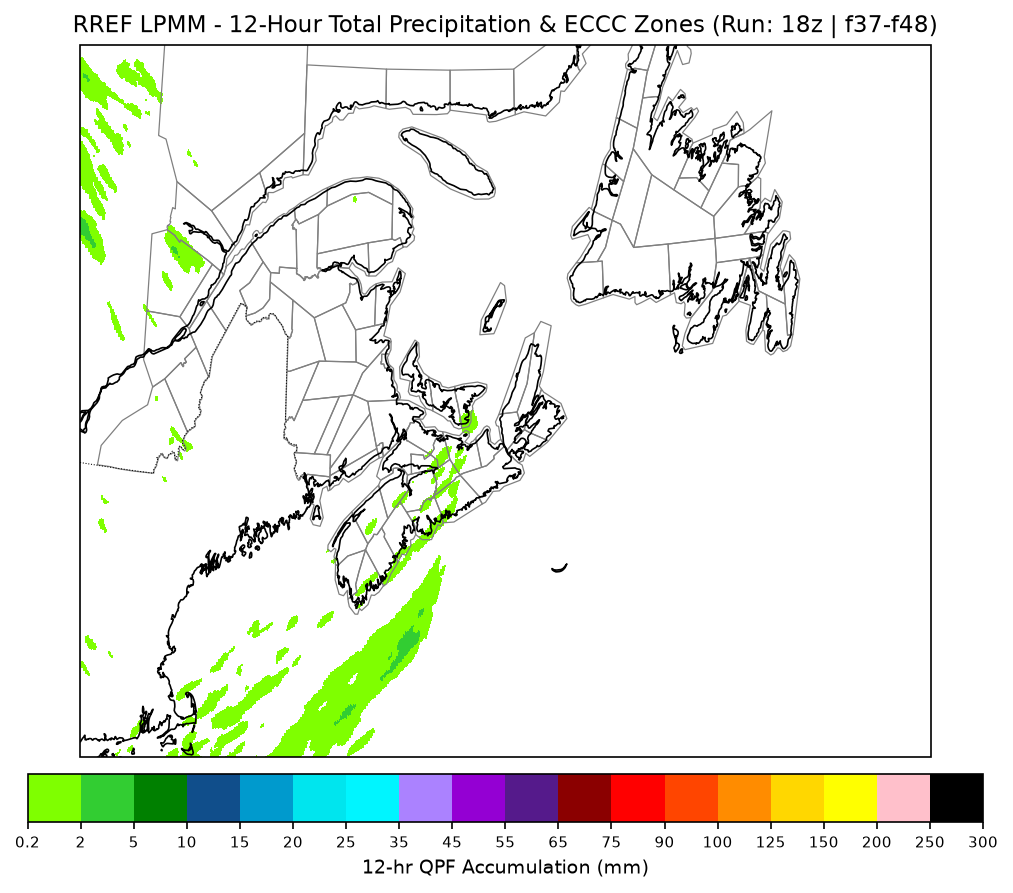 RREF LPMM - 12-Hour Total Precipitation & ECCC Zones (Run: 18z | f37-f48)
0.2 2 5 10 15 20 25 35 45 55 65 75 90 100 125 150 200 250 300
12-hr QPF Accumulation (mm)